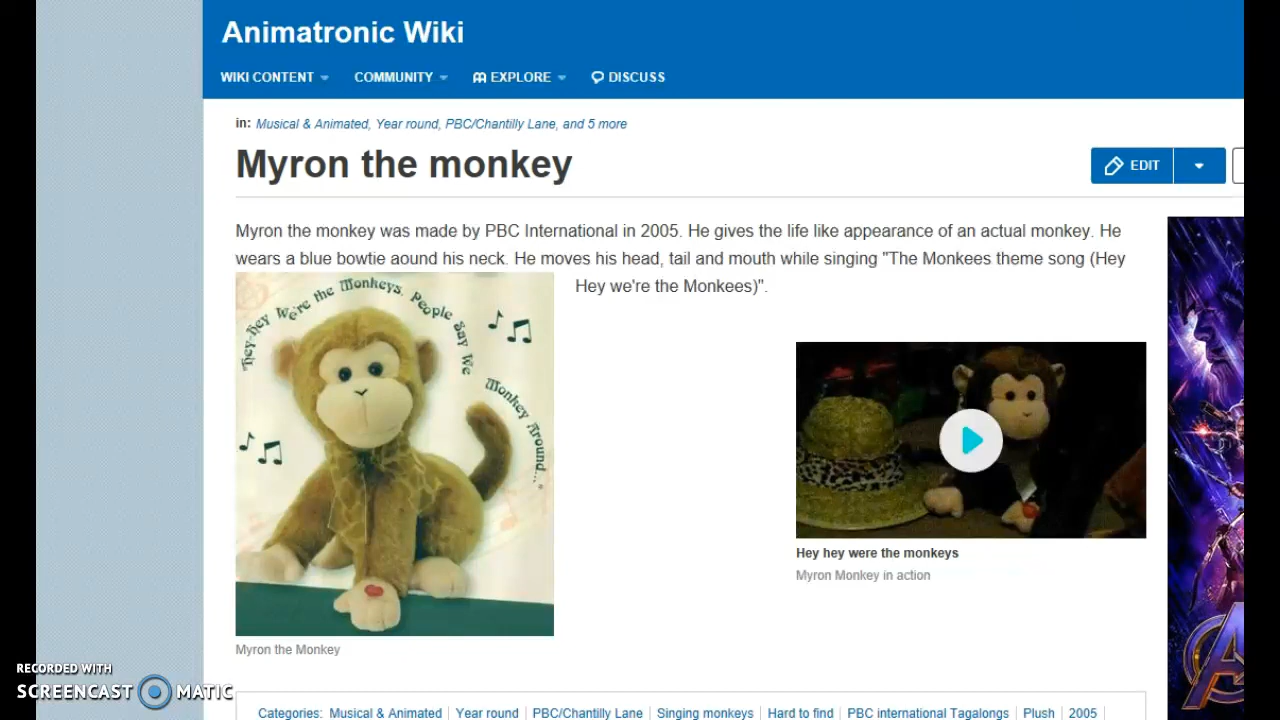 Animatronic Wiki
WIKI CONTENT COMMUNITY EXPLORE DISCUSS
in: Musical & Animated, Year round, PBC/Chantilly Lane, and 5 more
Myron the monkey
EDIT
Myron the monkey was made by PBC International in 2005. He gives the life like appearance of an actual monkey. He
wears a blue bowtie aound his neck. He moves his head, tail and mouth while singing "The Monkees theme song (Hey
Hey we're the Monkees)".
"Hey-Hey We're the Monkeys, People Say We
Monkey Around..."
Hey hey were the monkeys
Myron Monkey in action
Myron the Monkey
Categories: Musical & Animated Year round PBC/Chantilly Lane Singing monkeys Hard to find PBC international Tagalongs Plush 2005
RECORDED WITH
SCREENCAST MATIC